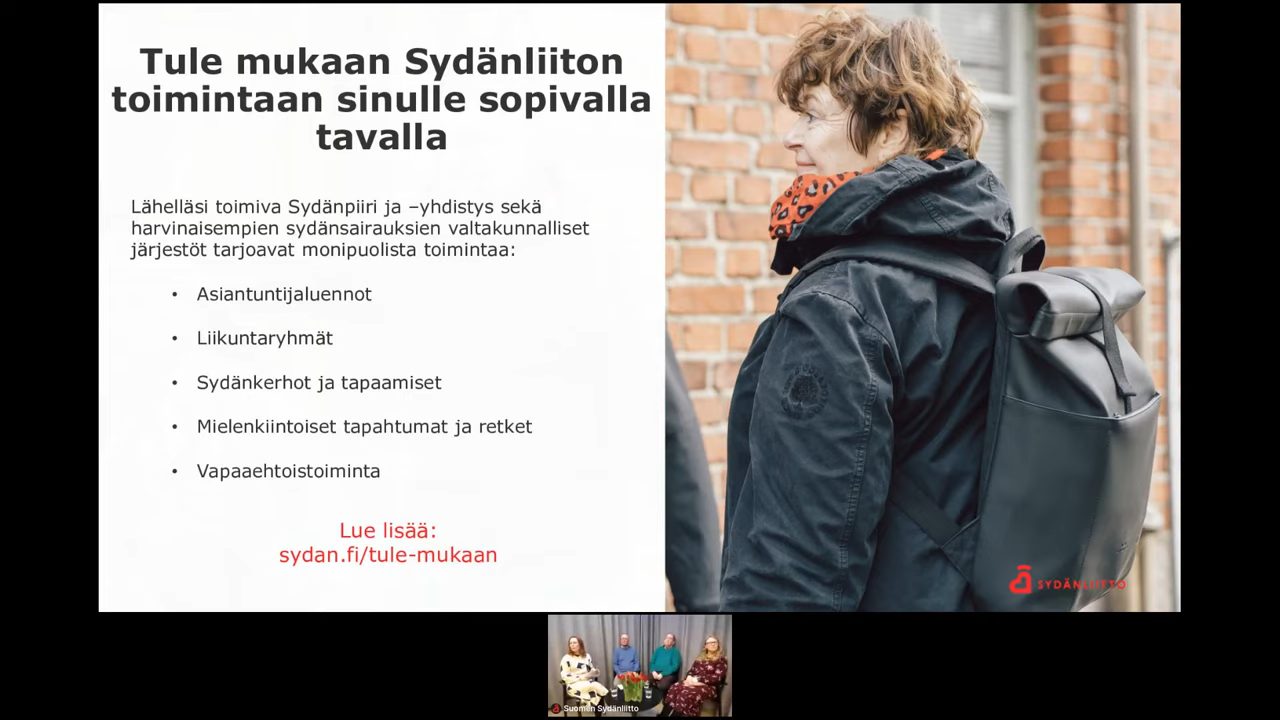 Tule mukaan Sydänliiton
toimintaan sinulle sopivalla
tavalla
Lähelläsi toimiva Sydänpiiri ja –yhdistys sekä
harvinaisempien sydänsairauksien valtakunnalliset
järjestöt tarjoavat monipuolista toimintaa:
• Asiantuntijaluennot
• Liikuntaryhmät
• Sydänkerhot ja tapaamiset
• Mielenkiintoiset tapahtumat ja retket
• Vapaaehtoistoiminta
Lue lisää:
sydan.fi/tule-mukaan
SYDÄNLIITTO
Suomen Sydänliitto